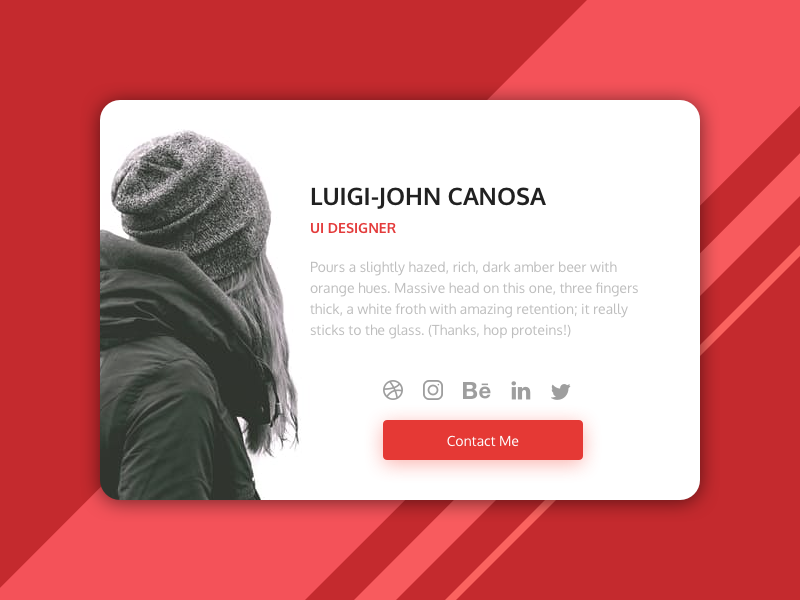 LUIGI-JOHN CANOSA
UI DESIGNER
Pours a slightly hazed, rich, dark amber beer with
orange hues. Massive head on this one, three fingers
thick, a white froth with amazing retention; it really
sticks to the glass. (Thanks, hop proteins!)
Bē
in
Contact Me